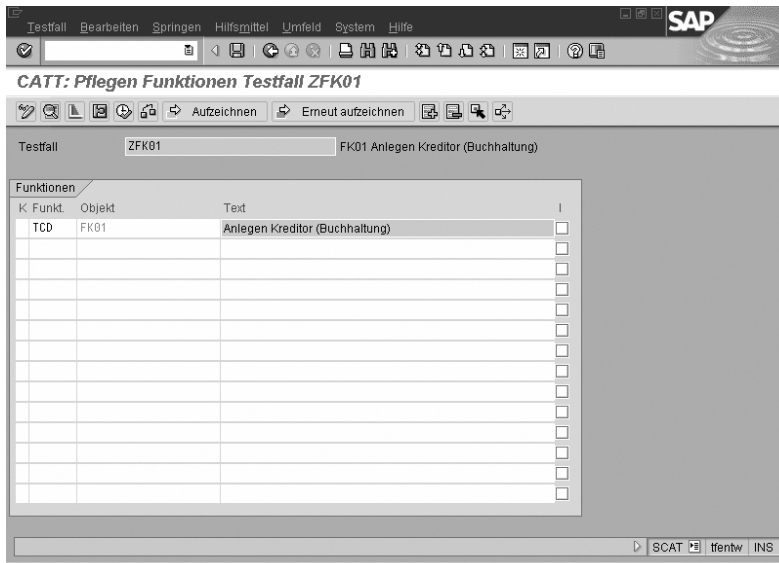 Testfall Bearbeiten Springen Hilfsmittel Umfeld System Hilfe
SAP
CATT: Pflegen Funktionen Testfall ZFK01
Aufzeichnen Erneut aufzeichnen
Testfall ZFK01 FK01 Anlegen Kreditor (Buchhaltung)
Funktionen
K Funkt. Objekt Text I
TCD FK01 Anlegen Kreditor (Buchhaltung)
SCAT tfentw INS